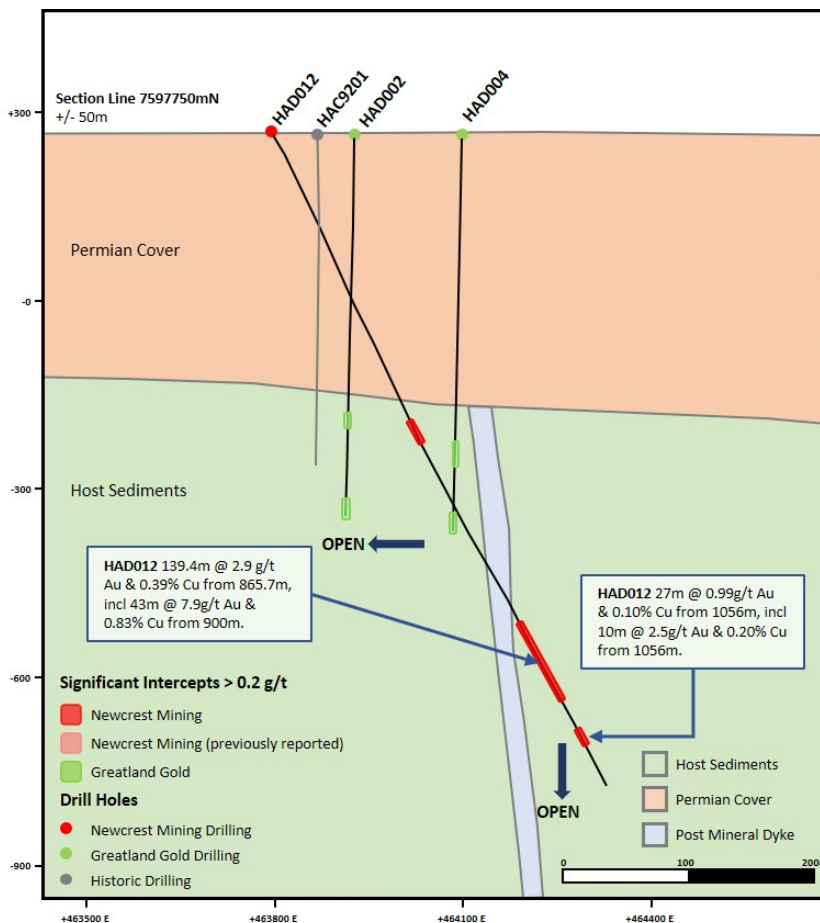 HAD012
HAC9201
HAD002
HAD004
Section Line 7597750mN
+/- 50m
+300
Permian Cover
-0
-300
Host Sediments
OPEN
HAD012 139.4m @ 2.9 g/t
Au & 0.39% Cu from 865.7m,
incl 43m @ 7.9g/t Au &
0.83% Cu from 900m.
HAD012 27m @ 0.99g/t Au
& 0.10% Cu from 1056m, incl
10m @ 2.5g/t Au & 0.20% Cu
from 1056m.
-600
Significant Intercepts > 0.2 g/t
Newcrest Mining
Newcrest Mining (previously reported)
Greatland Gold
Drill Holes
Newcrest Mining Drilling
Greatland Gold Drilling
Historic Drilling
OPEN
Host Sediments
Permian Cover
Post Mineral Dyke
0 100 200
-900
+463500 E +463800 E +464100 E +464400 E